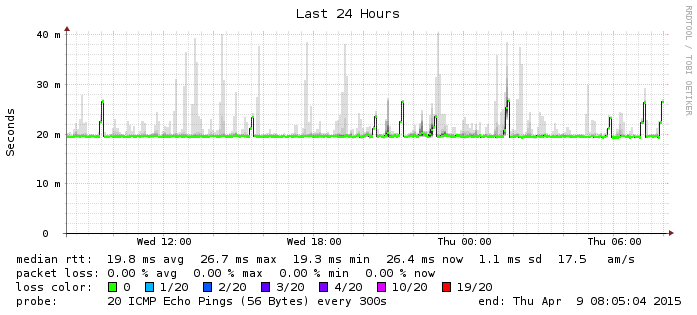 Last 24 Hours
RRDTOOL / TOBI OETIKER
Seconds
40 m
30 m
20 m
10 m
0
Wed 12:00 Wed 18:00 Thu 00:00 Thu 06:00
median rtt: 19.8 ms avg 26.7 ms max 19.3 ms min 26.4 ms now 1.1 ms sd 17.5 am/s
packet loss: 0.00 % avg 0.00 % max 0.00 % min 0.00 % now
loss color: 0 1/20 2/20 3/20 4/20 10/20 19/20
probe: 20 ICMP Echo Pings (56 Bytes) every 300s end: Thu Apr 9 08:05:04 2015